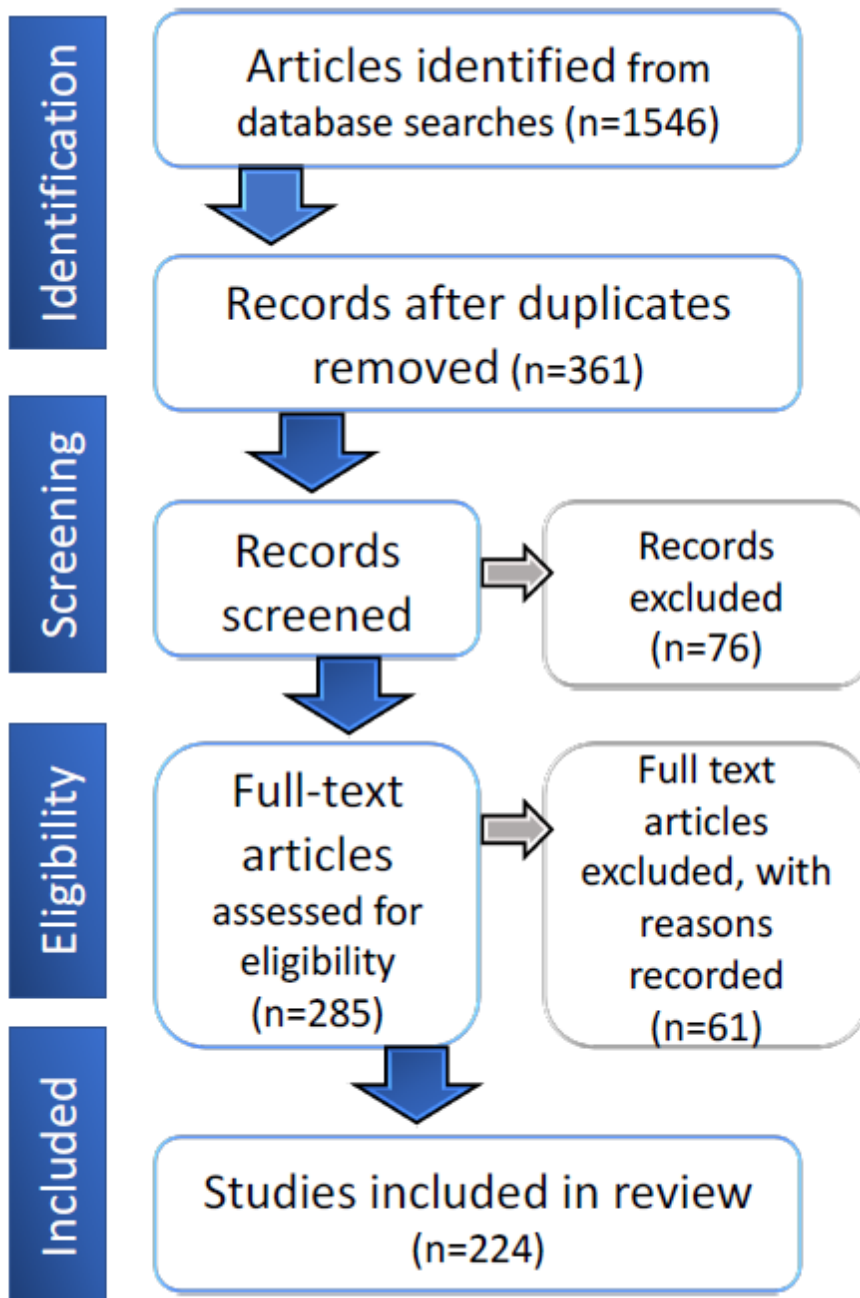 Identification
Articles identified from
database searches (n=1546)
Records after duplicates
removed (n=361)
Screening
Records
screened
Records
excluded
(n=76)
Eligibility
Full-text
articles
assessed for
eligibility
(n=285)
Full text
articles
excluded, with
reasons
recorded
(n=61)
Included
Studies included in review
(n=224)